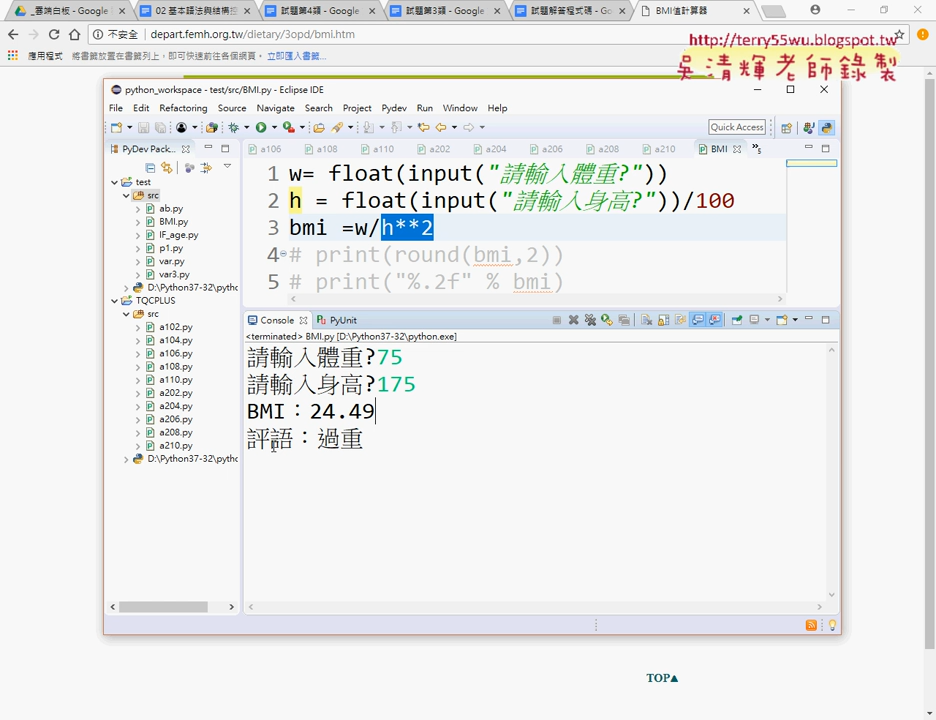 _雲端白板 - Google
02 基本語法與結構控
試題第4類 - Google
試題第3類 - Google
試題解答程式碼 - Go
BMI值計算器
不安全 | depart.femh.org.tw/dietary/3opd/bmi.htm
應用程式 將書籤放置在書籤列上，即可快速前往各個網頁。 立即匯入書籤...
http://terry55wu.blogspot.tw
吳清輝老師錄製
python_workspace - test/src/BMI.py - Eclipse IDE
File Edit Refactoring Source Navigate Search Project Pydev Run Window Help
Quick Access
PyDev Pack...
a106 a108 a110 a202 a204 a206 a208 a210 BMI »5
test
src
ab.py
BMI.py
IF_age.py
p1.py
var.py
var3.py
D:\Python37-32\pytho
TQCPLUS
src
a102.py
a104.py
a106.py
a108.py
a110.py
a202.py
a204.py
a206.py
a208.py
a210.py
D:\Python37-32\pytho
1 w= float(input("請輸入體重?"))
2 h = float(input("請輸入身高?"))/100
3 bmi =w/h**2
4 # print(round(bmi,2))
5 # print("%.2f" % bmi)
Console PyUnit
<terminated> BMI.py [D:\Python37-32\python.exe]
請輸入體重?75
請輸入身高?175
BMI：24.49
評語：過重
TOP▲